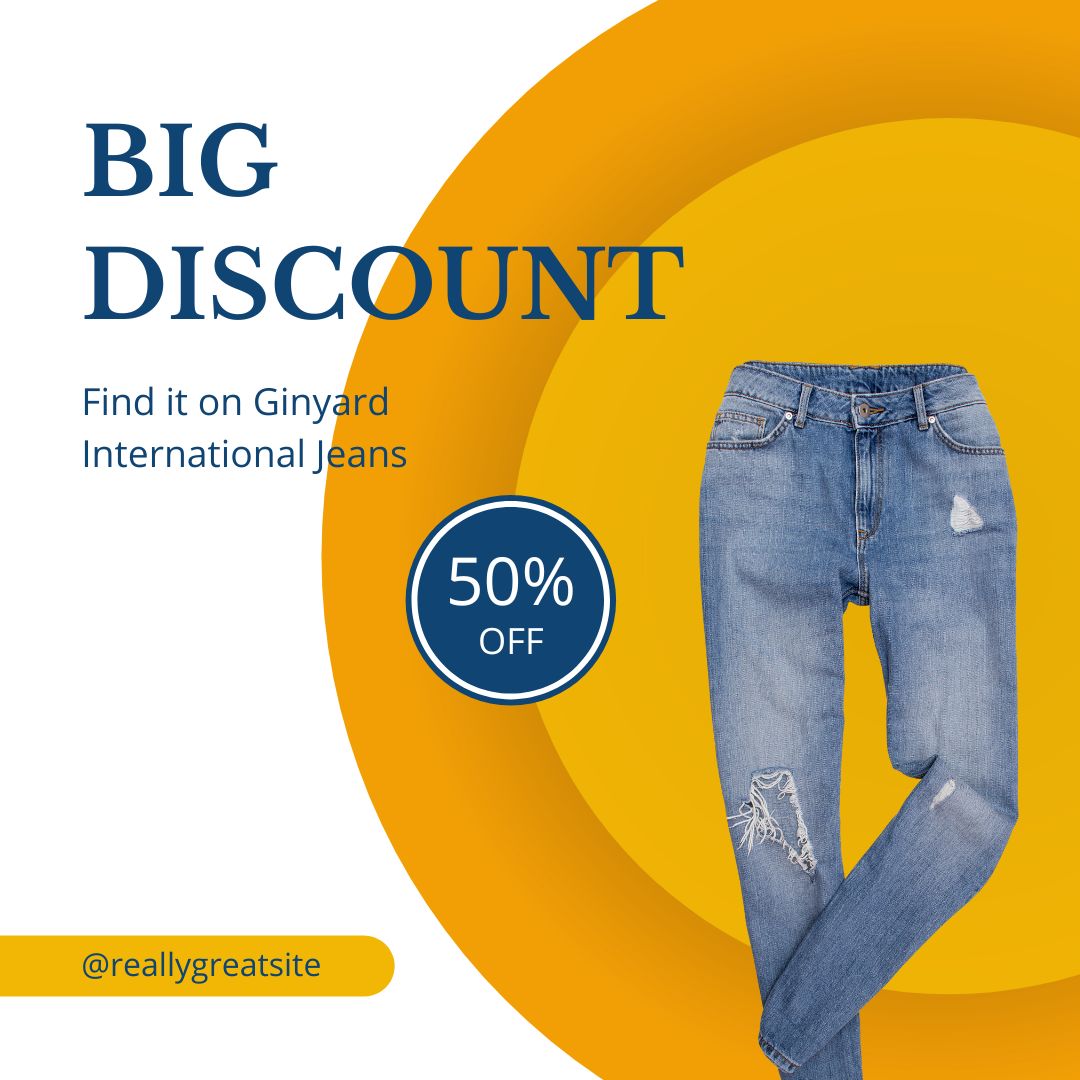 BIG
DISCOUNT
Find it on Ginyard
International Jeans
50%
OFF
@reallygreatsite